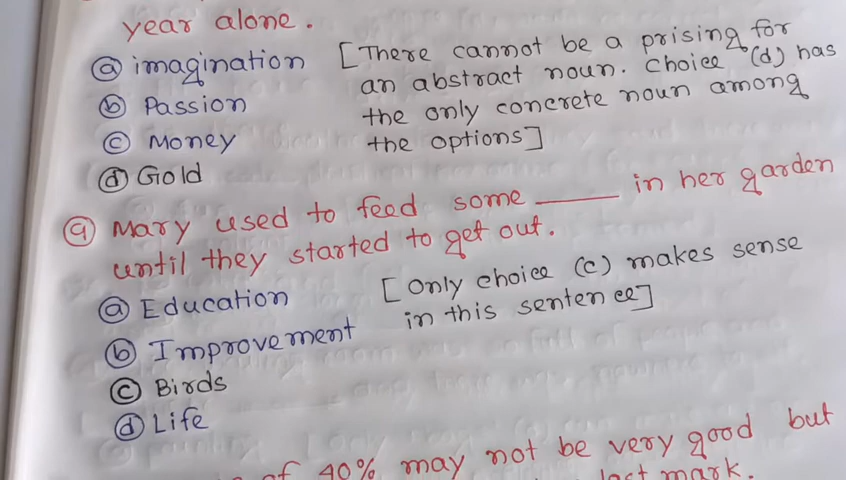 year alone.
ⓐ imagination [There cannot be a prising for
ⓑ Passion an abstract noun. choice (d) has
ⓒ Money the only concrete noun among
ⓓ Gold the options]
⑨ Mary used to feed some ______ in her garden
until they started to get out.
ⓐ Education [Only choice (c) makes sense
ⓑ Improvement in this sentence]
ⓒ Birds
ⓓ Life
of 40% may not be very good but
last mark.